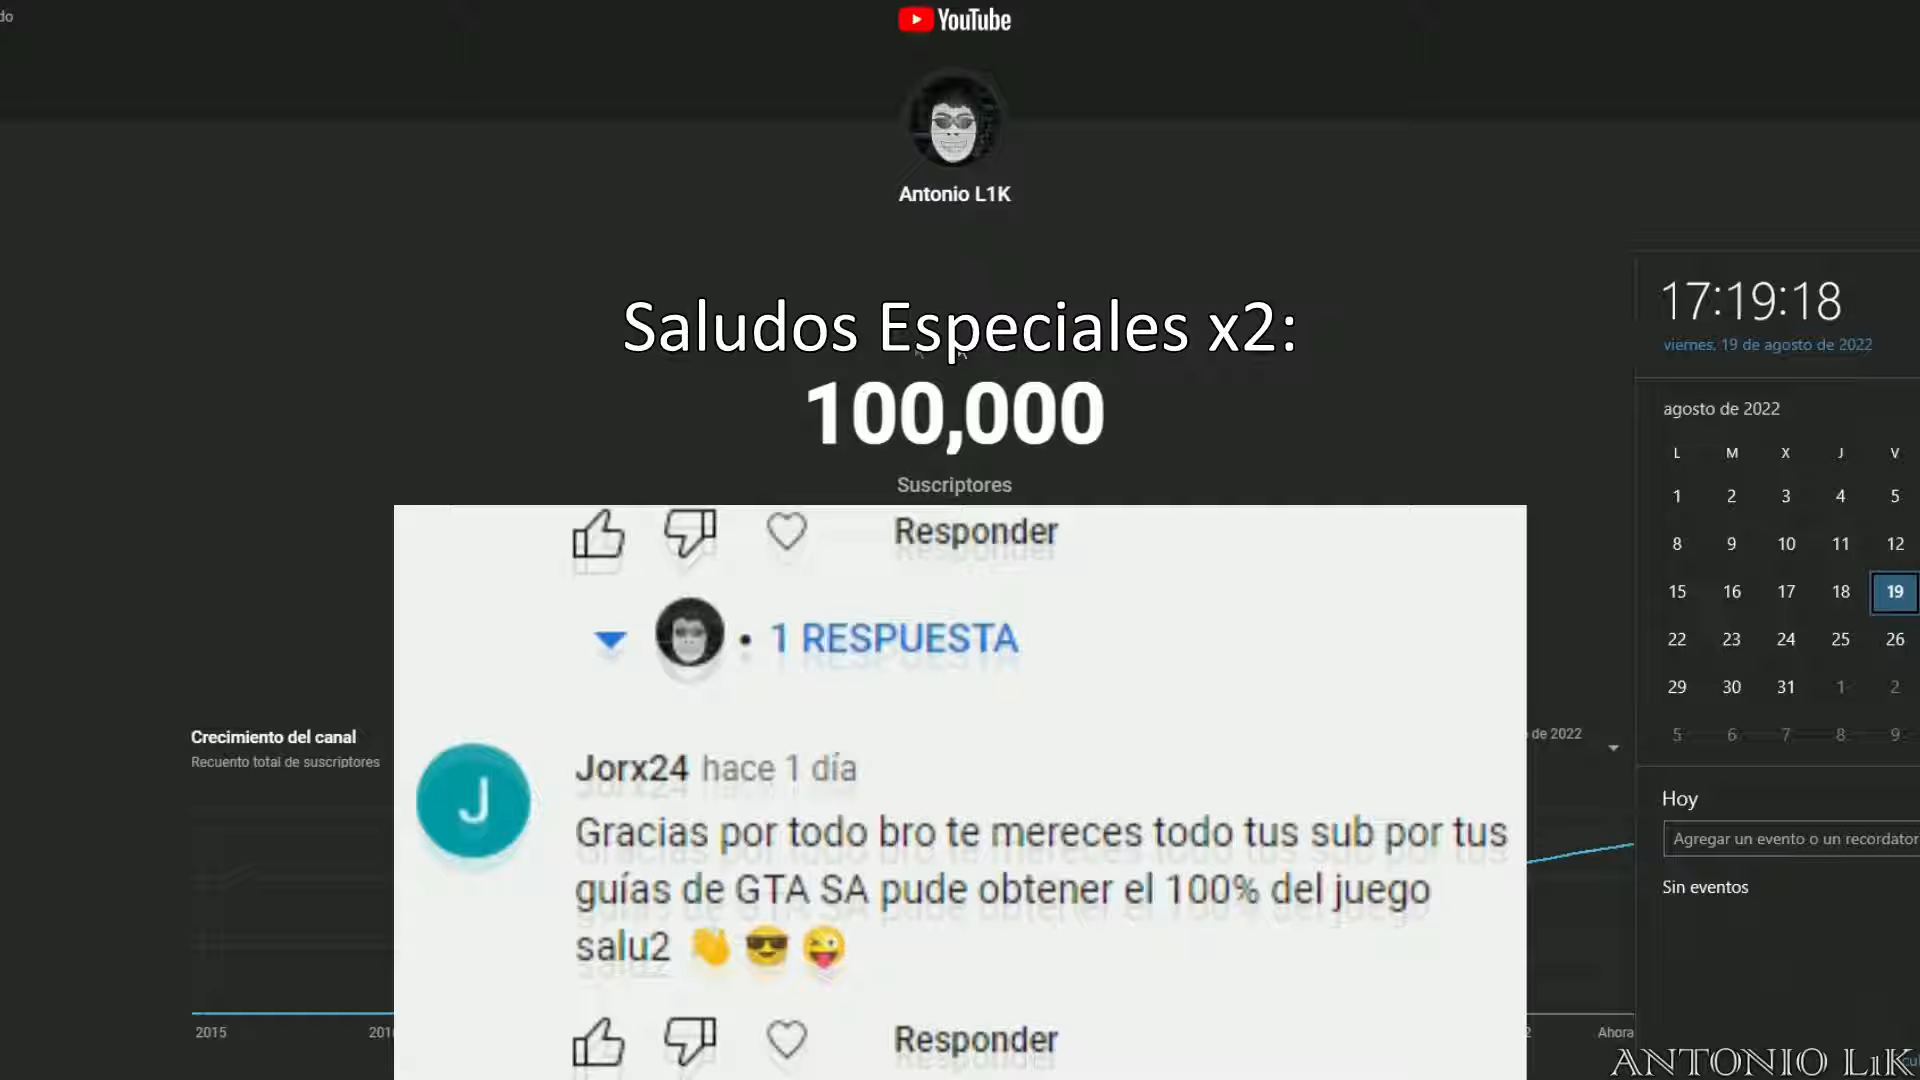 do
YouTube
Antonio L1K
Saludos Especiales x2:
100,000
Suscriptores
Responder
• 1 RESPUESTA
J
Jorx24 hace 1 día
Gracias por todo bro te mereces todo tus sub por tus
guías de GTA SA pude obtener el 100% del juego
salu2 👋 😎 😜
Responder
Crecimiento del canal
Recuento total de suscriptores
2015
201
de 2022
2
Ahora
17:19:18
viernes, 19 de agosto de 2022
agosto de 2022
L M X J V
1 2 3 4 5
8 9 10 11 12
15 16 17 18 19
22 23 24 25 26
29 30 31 1 2
5 6 7 8 9
Hoy
Agregar un evento o un recordator
Sin eventos
ANTONIO L1K